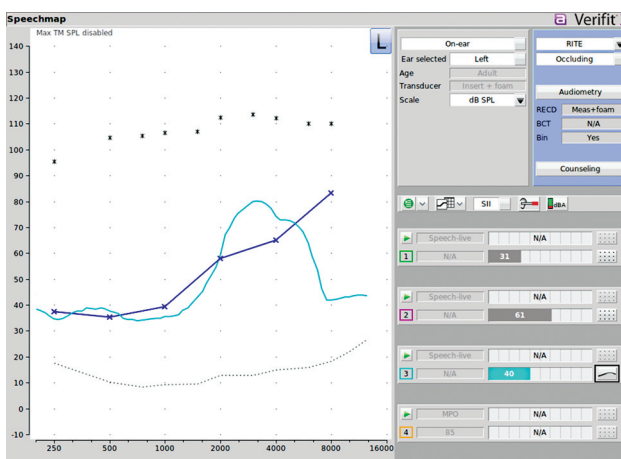 Speechmap
Verifit
Max TM SPL disabled
L
140
130
120
110
100
90
80
70
60
50
40
30
20
10
0
-10
250
500
1000
2000
4000
8000
16000
On-ear
Ear selected Left
Age Adult
Transducer Insert + foam
Scale dB SPL
RITE
Occluding
Audiometry
RECD Meas+foam
BCT N/A
Bin Yes
Counseling
SII
dBA
Speech-live N/A
1 N/A 31
Speech-live N/A
2 N/A 61
Speech-live N/A
3 N/A 40
MPO N/A
4 85 N/A